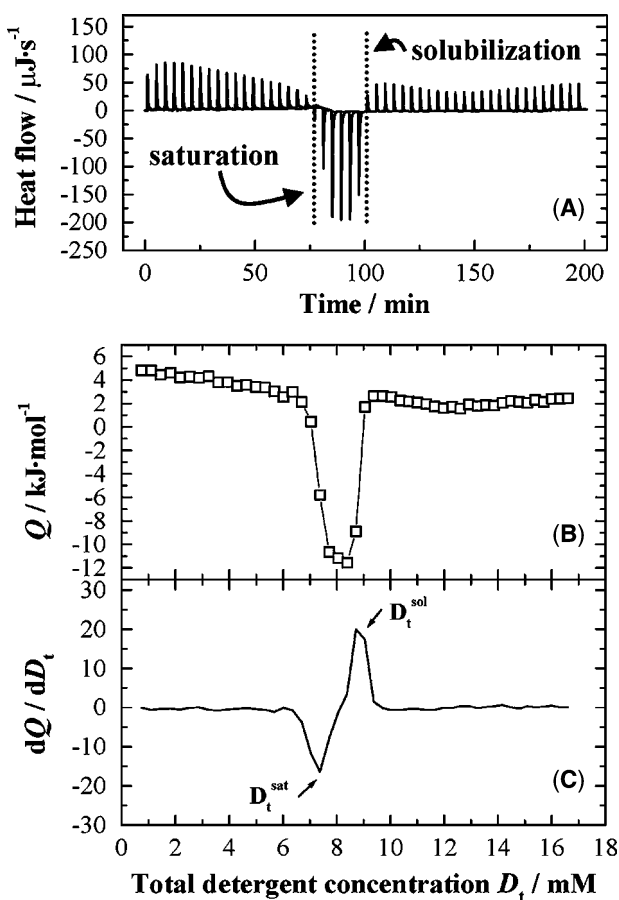 150
100
50
0
-50
-100
-150
-200
-250
Heat flow / µJ·s⁻¹
solubilization
saturation
(A)
0 50 100 150 200
Time / min
6
4
2
0
-2
-4
-6
-8
-10
-12
Q / kJ·mol⁻¹
(B)
30
20
10
0
-10
-20
-30
dQ / dDₜ
Dₜˢᵒˡ
Dₜˢᵃᵗ
(C)
0 2 4 6 8 10 12 14 16 18
Total detergent concentration Dₜ / mM